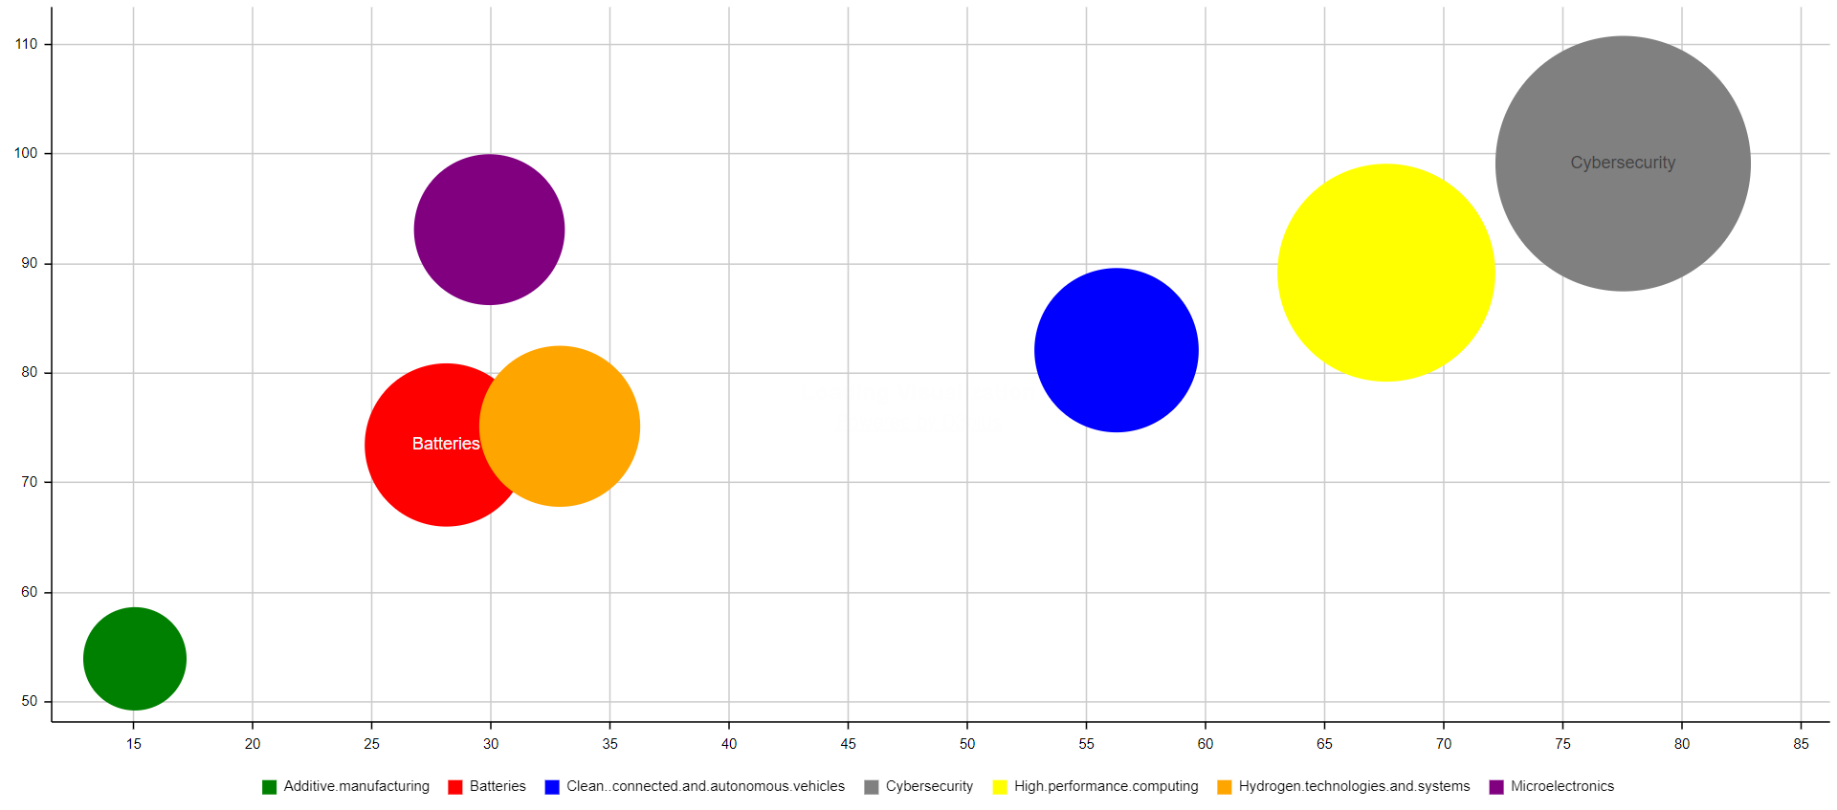 110
100
90
80
70
60
50
Cybersecurity
Batteries
15 20 25 30 35 40 45 50 55 60 65 70 75 80 85
Additive.manufacturing Batteries Clean..connected.and.autonomous.vehicles Cybersecurity High.performance.computing Hydrogen.technologies.and.systems Microelectronics